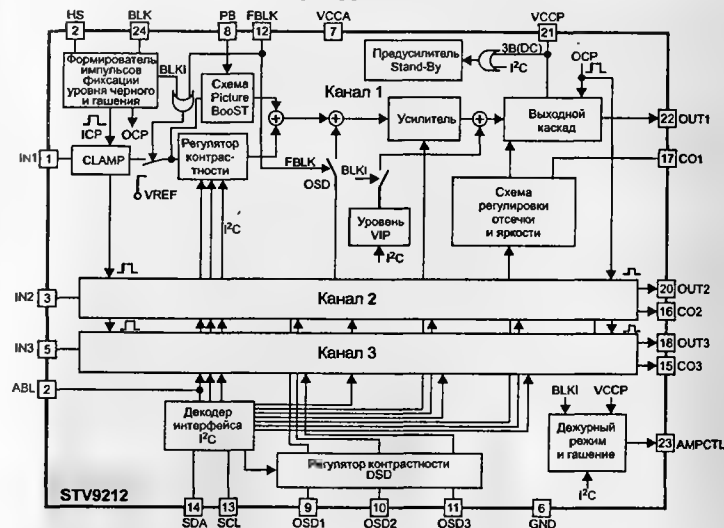 HS BLK PB FBLK VCCA VCCP
2 24 8 12 7 21
Формирователь
импульсов
фиксации
уровня черного
и гашения
BLKI
Схема
Picture
BooST
Канал 1
Предусилитель
Stand-By
3В(DC)
I²C
OCP
ICP
OCP
IN1 1
CLAMP
VREF
Регулятор
контрас-
тности
I²C
FBLK
OSD
Усилитель
BLKI
Уровень
VIP
I²C
Выходной
каскад
22 OUT1
17 CO1
Схема
регулировки
отсечки
и яркости
IN2 3
Канал 2
20 OUT2
16 CO2
IN3 5
Канал 3
18 OUT3
15 CO3
ABL 2
Декодер
интерфейса
I²C
BLKI VCCP
Дежурный
режим
и гашение
23 AMPCTL
I²C
Регулятор контрастности
DSD
STV9212
14 13 9 10 11 6
SDA SCL OSD1 OSD2 OSD3 GND